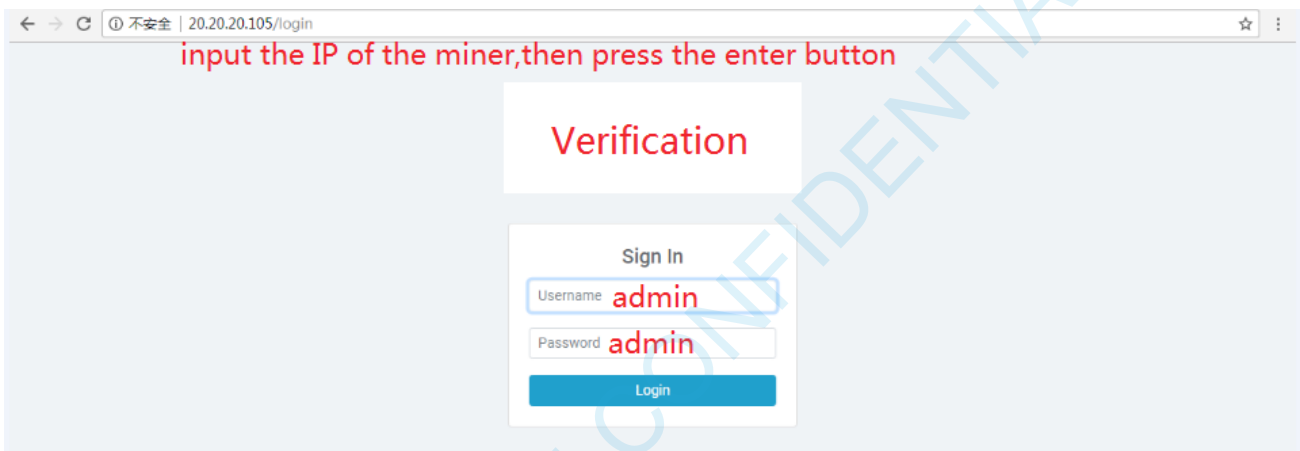 不安全 | 20.20.20.105/login
input the IP of the miner,then press the enter button
Verification
Sign In
Username admin
Password admin
Login
CONFIDENTIA